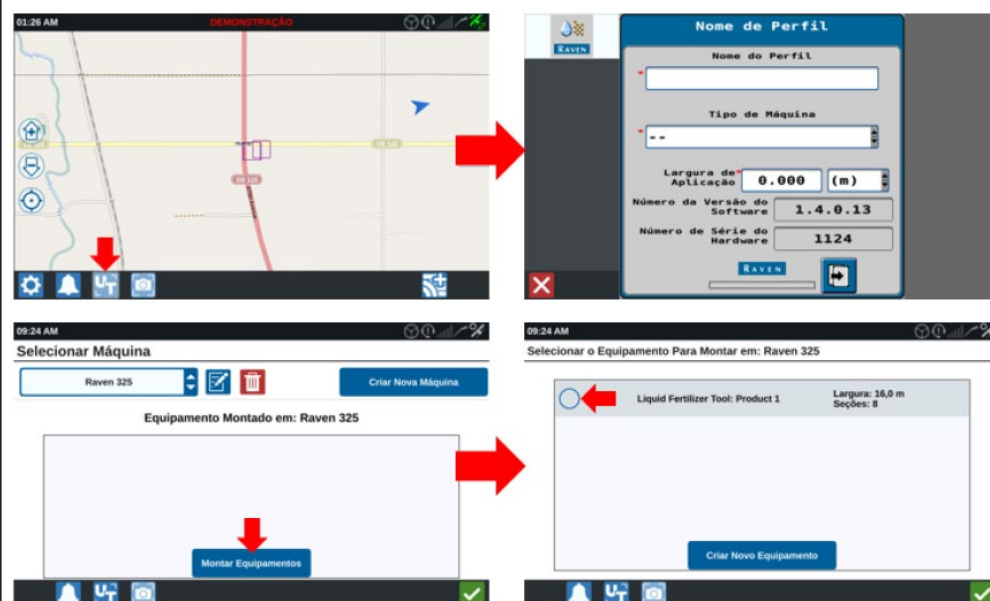 01:26 AM
DEMONSTRAÇÃO
UT
Nome de Perfil
RAVEN
Nome do Perfil
*
Tipo de Máquina
* --
Largura de* Aplicação 0.000 (m)
Número da Versão do Software 1.4.0.13
Número de Série do Hardware 1124
RAVEN
09:24 AM
Selecionar Máquina
Raven 325
Criar Nova Máquina
Equipamento Montado em: Raven 325
Montar Equipamentos
UT
09:24 AM
Selecionar o Equipamento Para Montar em: Raven 325
Liquid Fertilizer Tool: Product 1
Largura: 16,0 m
Seções: 8
Criar Novo Equipamento
UT